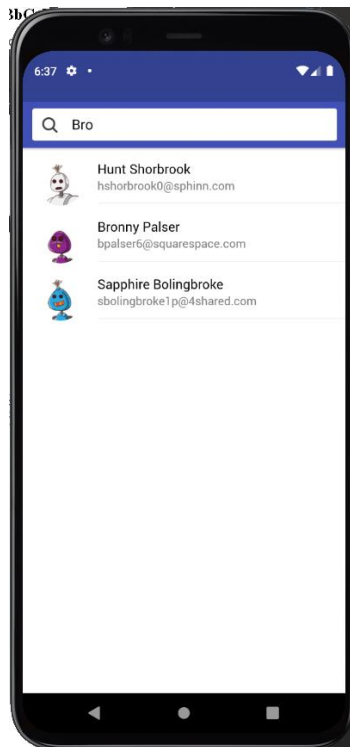 6:37
Bro
Hunt Shorbrook
hshorbrook0@sphinn.com
Bronny Palser
bpalser6@squarespace.com
Sapphire Bolingbroke
sbolingbroke1p@4shared.com